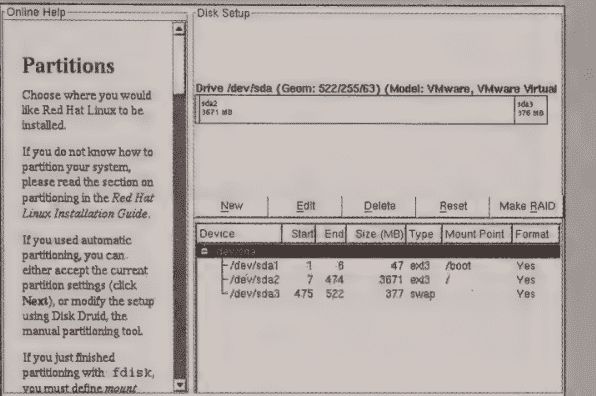 Online Help
Partitions
Choose where you would
like Red Hat Linux to be
installed.
If you do not know how to
partition your system,
please read the section on
partitioning in the Red Hat
Linux Installation Guide.
If you used automatic
partitioning, you can
either accept the current
partition settings (click
Next), or modify the setup
using Disk Druid, the
manual partitioning tool.
If you just finished
partitioning with fdisk,
you must define mount
Disk Setup
Drive /dev/sda (Geom: 522/255/63) (Model: VMware, VMware Virtual
sda2 sda3
3671 MB 376 MB
New Edit Delete Reset Make RAID
Device Start End Size (MB) Type Mount Point Format
/dev/sda
/dev/sda1 1 6 47 ext3 /boot Yes
/dev/sda2 7 474 3671 ext3 / Yes
/dev/sda3 475 522 377 swap Yes